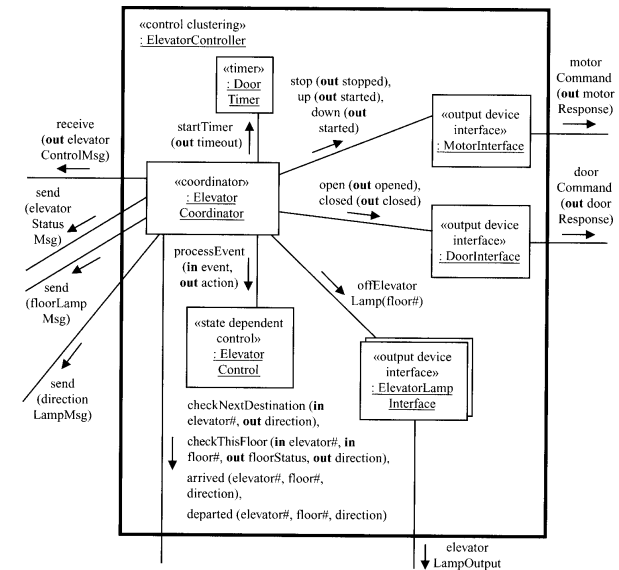 «control clustering»
: ElevatorController
«timer»
: Door
Timer
stop (out stopped),
up (out started),
down (out
started)
motor
Command
(out motor
Response)
receive
(out elevator
ControlMsg)
startTimer
(out timeout)
«output device
interface»
: MotorInterface
send
(elevator
Status
Msg)
«coordinator»
: Elevator
Coordinator
open (out opened),
closed (out closed)
door
Command
(out door
Response)
«output device
interface»
: DoorInterface
processEvent
(in event,
out action)
send
(floorLamp
Msg)
offElevator
Lamp(floor#)
«state dependent
control»
: Elevator
Control
«output device
interface»
: ElevatorLamp
Interface
send
(direction
LampMsg)
checkNextDestination (in
elevator#, out direction),
checkThisFloor (in elevator#, in
floor#, out floorStatus, out direction),
arrived (elevator#, floor#,
direction),
departed (elevator#, floor#, direction)
elevator
LampOutput